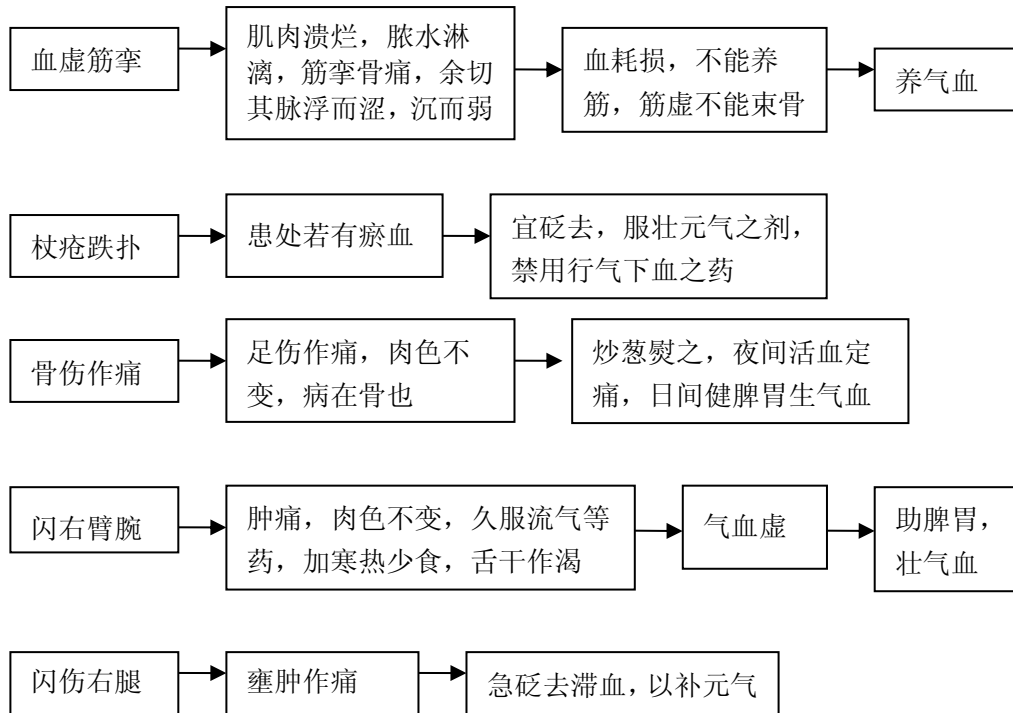 血虚筋挛
肌肉溃烂，脓水淋
漓，筋挛骨痛，余切
其脉浮而涩，沉而弱
血耗损，不能养
筋，筋虚不能束骨
养气血
杖疮跌扑
患处若有瘀血
宜砭去，服壮元气之剂，
禁用行气下血之药
骨伤作痛
足伤作痛，肉色不
变，病在骨也
炒葱熨之，夜间活血定
痛，日间健脾胃生气血
闪右臂腕
肿痛，肉色不变，久服流气等
药，加寒热少食，舌干作渴
气血虚
助脾胃，
壮气血
闪伤右腿
壅肿作痛
急砭去滞血，以补元气